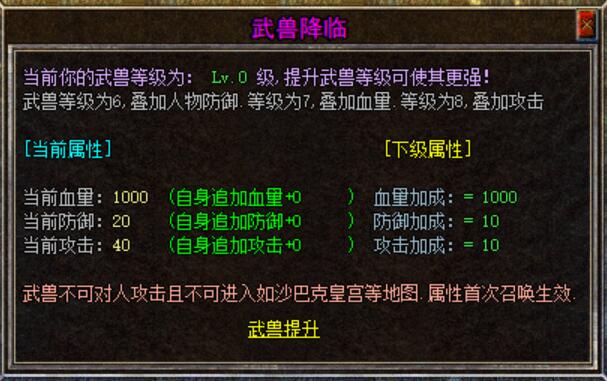 武兽降临
当前你的武兽等级为: Lv.0 级,提升武兽等级可使其更强!
武兽等级为6,叠加人物防御.等级为7,叠加血量.等级为8,叠加攻击
[当前属性] [下级属性]
当前血量: 1000 (自身追加血量+0 ) 血量加成: = 1000
当前防御: 20 (自身追加防御+0 ) 防御加成: = 10
当前攻击: 40 (自身追加攻击+0 ) 攻击加成: = 10
武兽不可对人攻击且不可进入如沙巴克皇宫等地图.属性首次召唤生效.
武兽提升